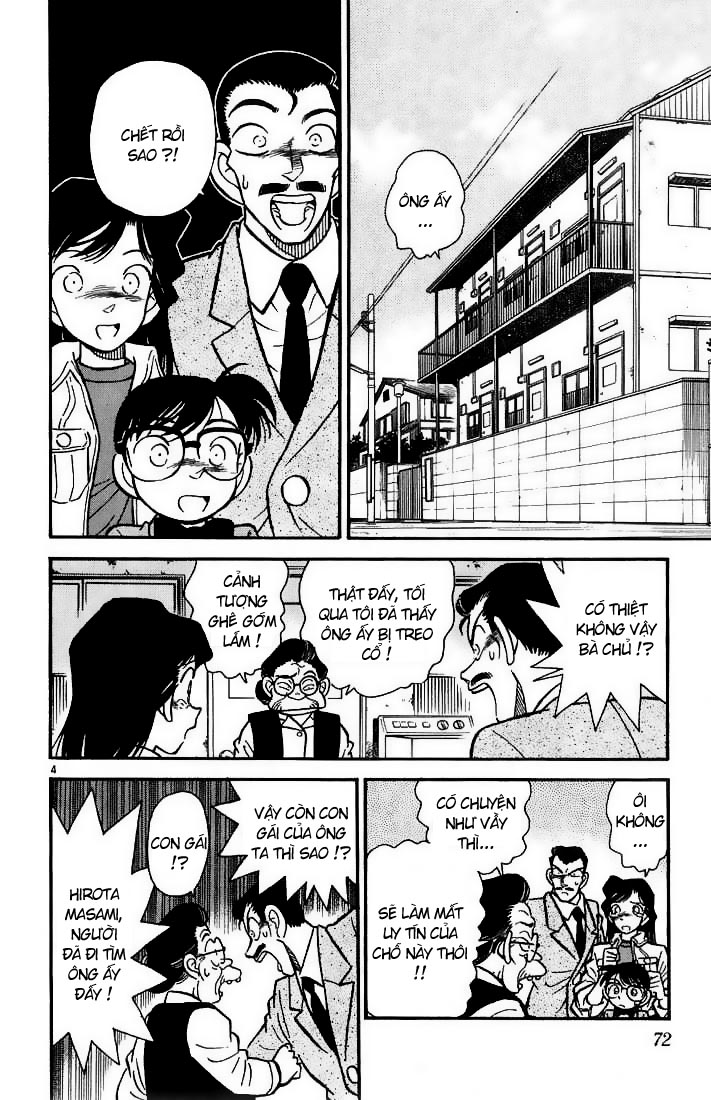 ÔNG ẤY
...
CHẾT RỒI
SAO ?!
CÓ THIỆT
KHÔNG VẬY
BÀ CHỦ !?
THẬT ĐẤY, TỐI
QUA TÔI ĐÃ THẤY
ÔNG ẤY BỊ TREO
CỔ !
CẢNH
TƯỢNG
GHÊ GỚM
LẮM !
4
ÔI
KHÔNG
...
CÓ CHUYỆN
NHƯ VẦY
THÌ...
SẼ LÀM MẤT
UY TÍN CỦA
CHỖ NÀY THÔI
!!
VẬY CÒN CON
GÁI CỦA ÔNG
TA THÌ SAO !?
CON GÁI
!?
HIROTA
MASAMI,
NGƯỜI
ĐÃ ĐI TÌM
ÔNG ẤY
ĐẤY !
72